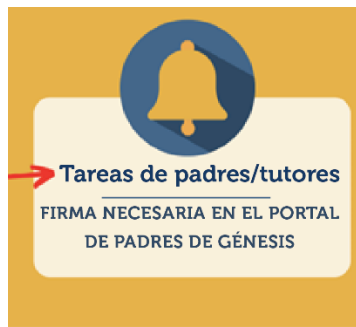 Tareas de padres/tutores
FIRMA NECESARIA EN EL PORTAL
DE PADRES DE GÉNESIS